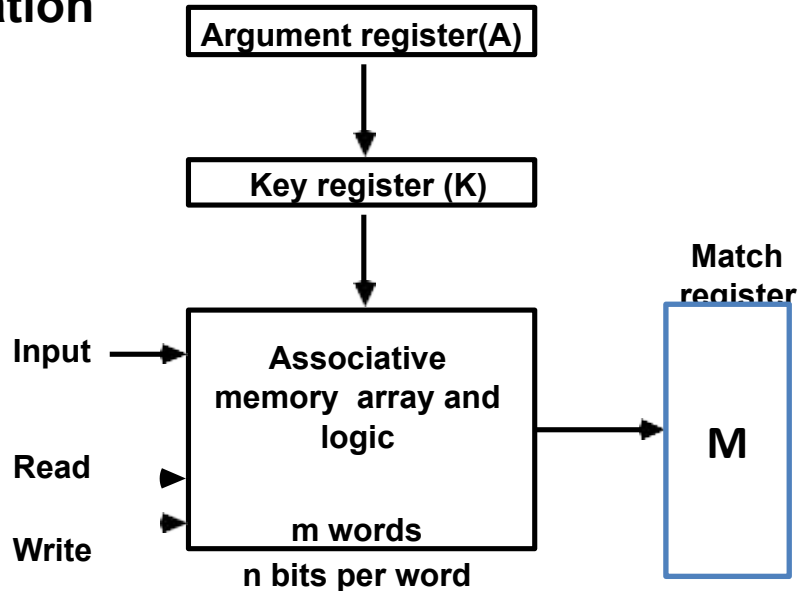 ation
Argument register(A)
Key register (K)
Match
register
Input
Associative
memory array and
logic
M
Read
m words
Write
n bits per word